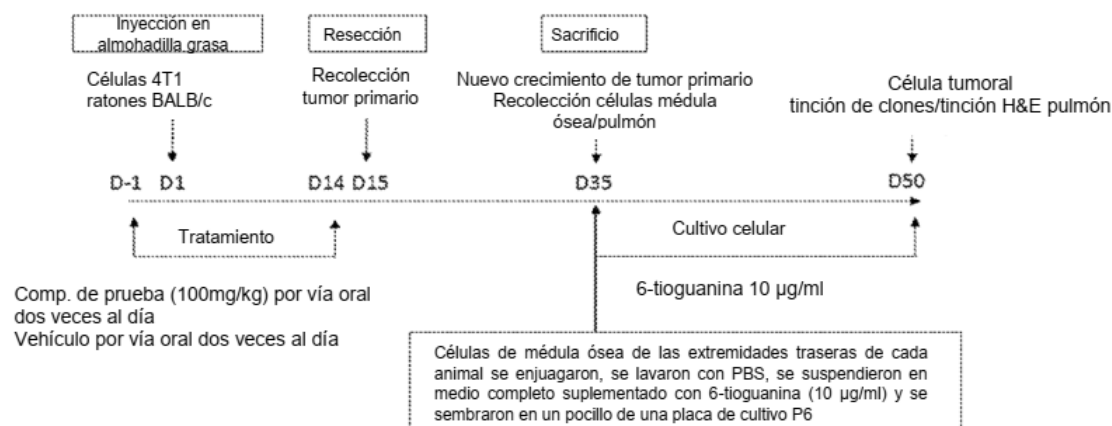 Inyección en
almohadilla grasa
Resección
Sacrificio
Células 4T1
ratones BALB/c
Recolección
tumor primario
Nuevo crecimiento de tumor primario
Recolección células médula
ósea/pulmón
Célula tumoral
tinción de clones/tinción H&E pulmón
D-1 D1 D14 D15 D35 D50
Tratamiento
Cultivo celular
Comp. de prueba (100mg/kg) por vía oral
dos veces al día
Vehículo por vía oral dos veces al día
6-tioguanina 10 µg/ml
Células de médula ósea de las extremidades traseras de cada
animal se enjuagaron, se lavaron con PBS, se suspendieron en
medio completo suplementado con 6-tioguanina (10 µg/ml) y se
sembraron en un pocillo de una placa de cultivo P6